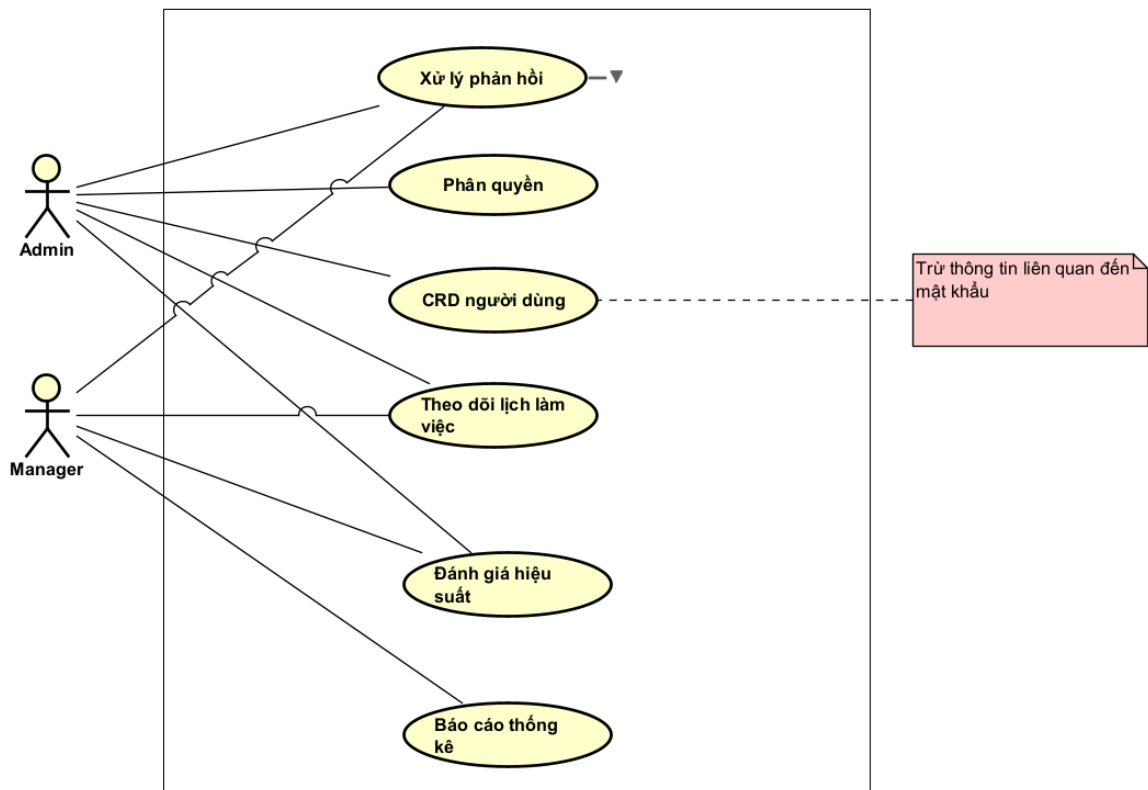 Xử lý phản hồi
Phân quyền
Admin
CRD người dùng
Trừ thông tin liên quan đến
mật khẩu
Theo dõi lịch làm
việc
Manager
Đánh giá hiệu
suất
Báo cáo thống
kê